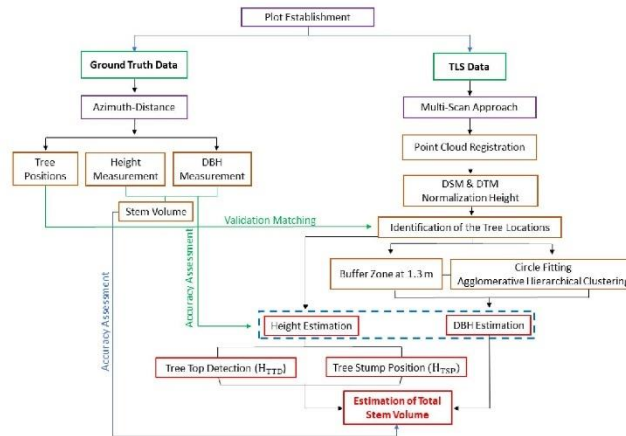 Plot Establishment
Ground Truth Data
TLS Data
Azimuth-Distance
Multi-Scan Approach
Point Cloud Registration
Tree
Positions
Height
Measurement
DBH
Measurement
DSM & DTM
Normalization Height
Stem Volume
Validation Matching
Identification of the Tree Locations
Accuracy Assessment
Accuracy Assessment
Buffer Zone at 1.3 m
Circle Fitting
Agglomerative Hierarchical Clustering
Height Estimation
DBH Estimation
Tree Top Detection (HTTD)
Tree Stump Position (HTSP)
Estimation of Total
Stem Volume